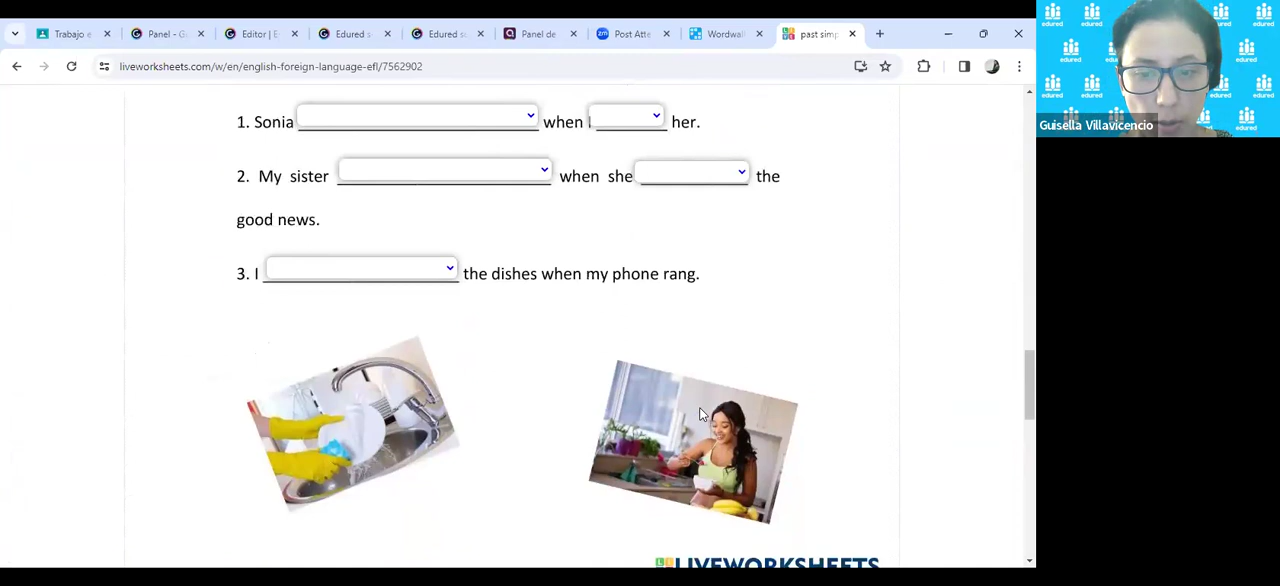 Trabajo e
Panel - G
Editor | E
Edured s
Edured s
Panel de
Post Atte
Wordwal
past simp
liveworksheets.com/w/en/english-foreign-language-efl/7562902
edured
Guisella Villavicencio
1. Sonia when her.
2. My sister when she the
good news.
3. I the dishes when my phone rang.
LIVEWORKSHEETS